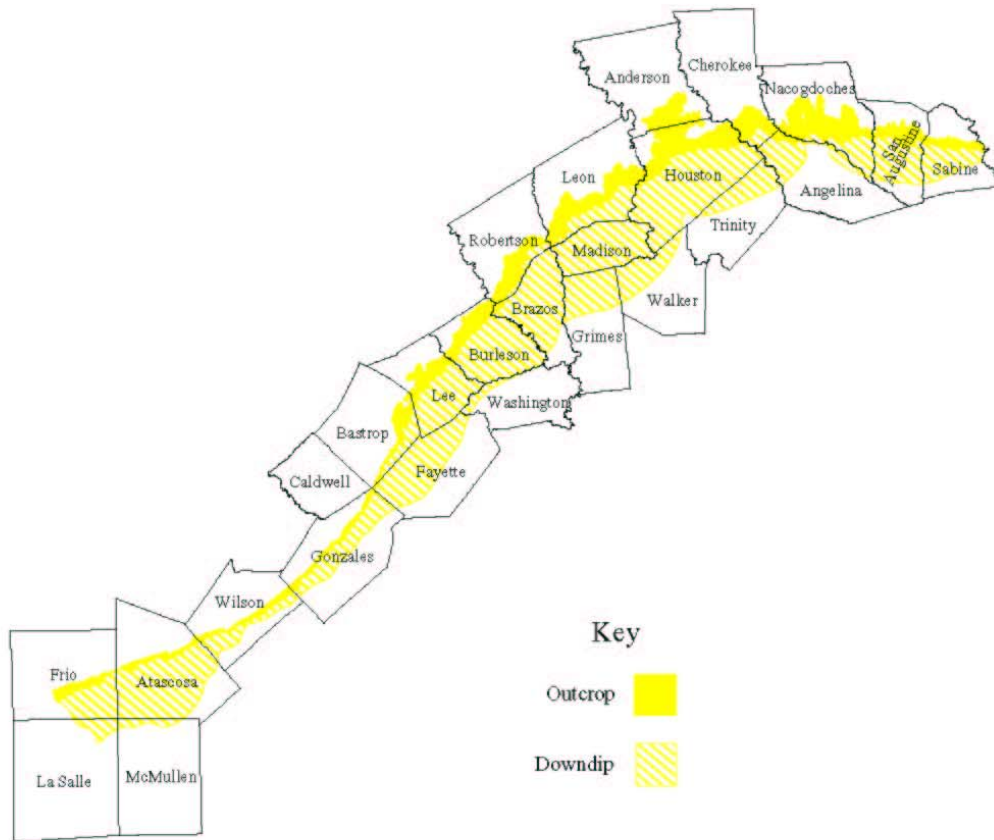 Cherokee
Anderson
Nacogdoches
San
Augustine
Sabine
Leon
Houston
Angelina
Trinity
Robertson
Madison
Walker
Brazos
Grimes
Burleson
Lee
Washington
Bastrop
Fayette
Caldwell
Gonzales
Wilson
Frio
Atascosa
La Salle
McMullen
Key
Outcrop
Downdip